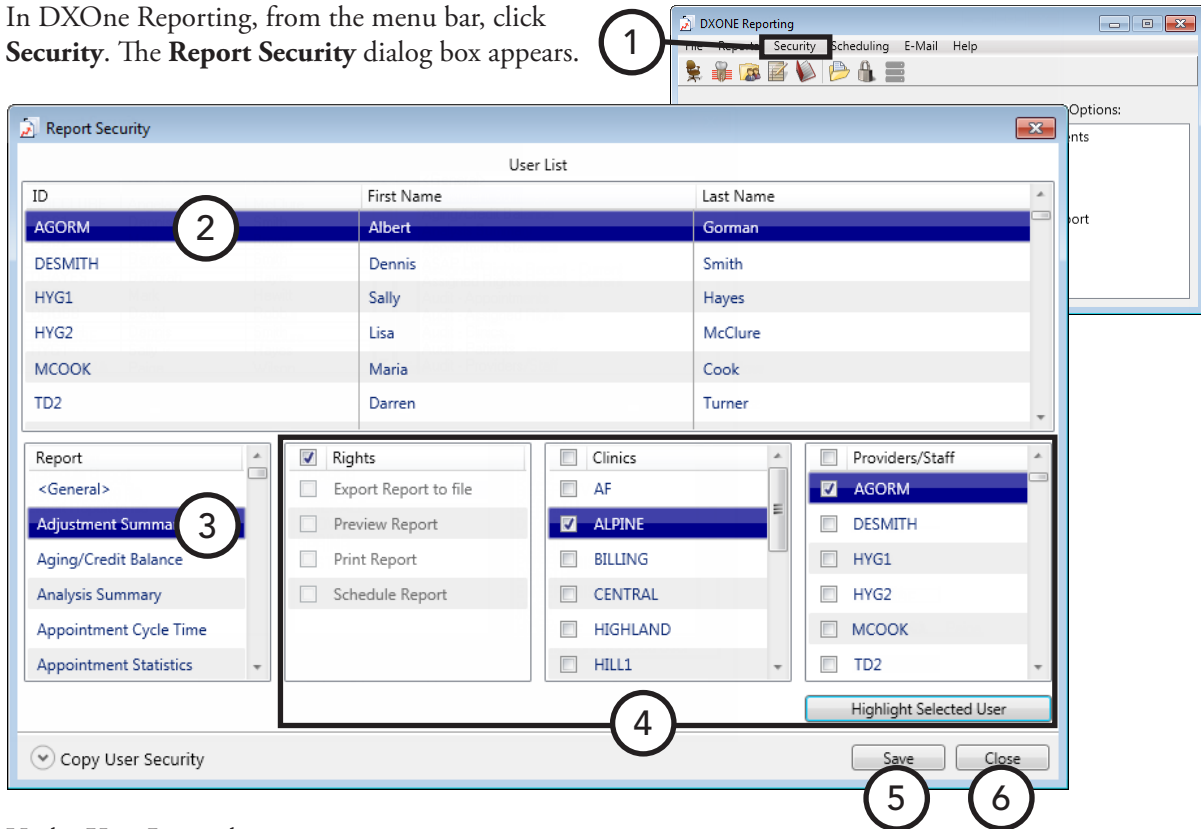 In DXOne Reporting, from the menu bar, click
Security. The Report Security dialog box appears.
1
DXONE Reporting
File Reports Security Scheduling E-Mail Help
Options:
Report Security
User List
ID First Name Last Name
AGORM 2 Albert Gorman
DESMITH Dennis Smith
HYG1 Sally Hayes
HYG2 Lisa McClure
MCOOK Maria Cook
TD2 Darren Turner
Report Rights Clinics Providers/Staff
<General> Export Report to file AF AGORM
Adjustment 3 Preview Report ALPINE DESMITH
Aging/Credit Balance Print Report BILLING HYG1
Analysis Summary Schedule Report CENTRAL HYG2
Appointment Cycle Time HIGHLAND MCOOK
Appointment Statistics HILL1 TD2
Highlight Selected User
4
Copy User Security Save Close
5 6